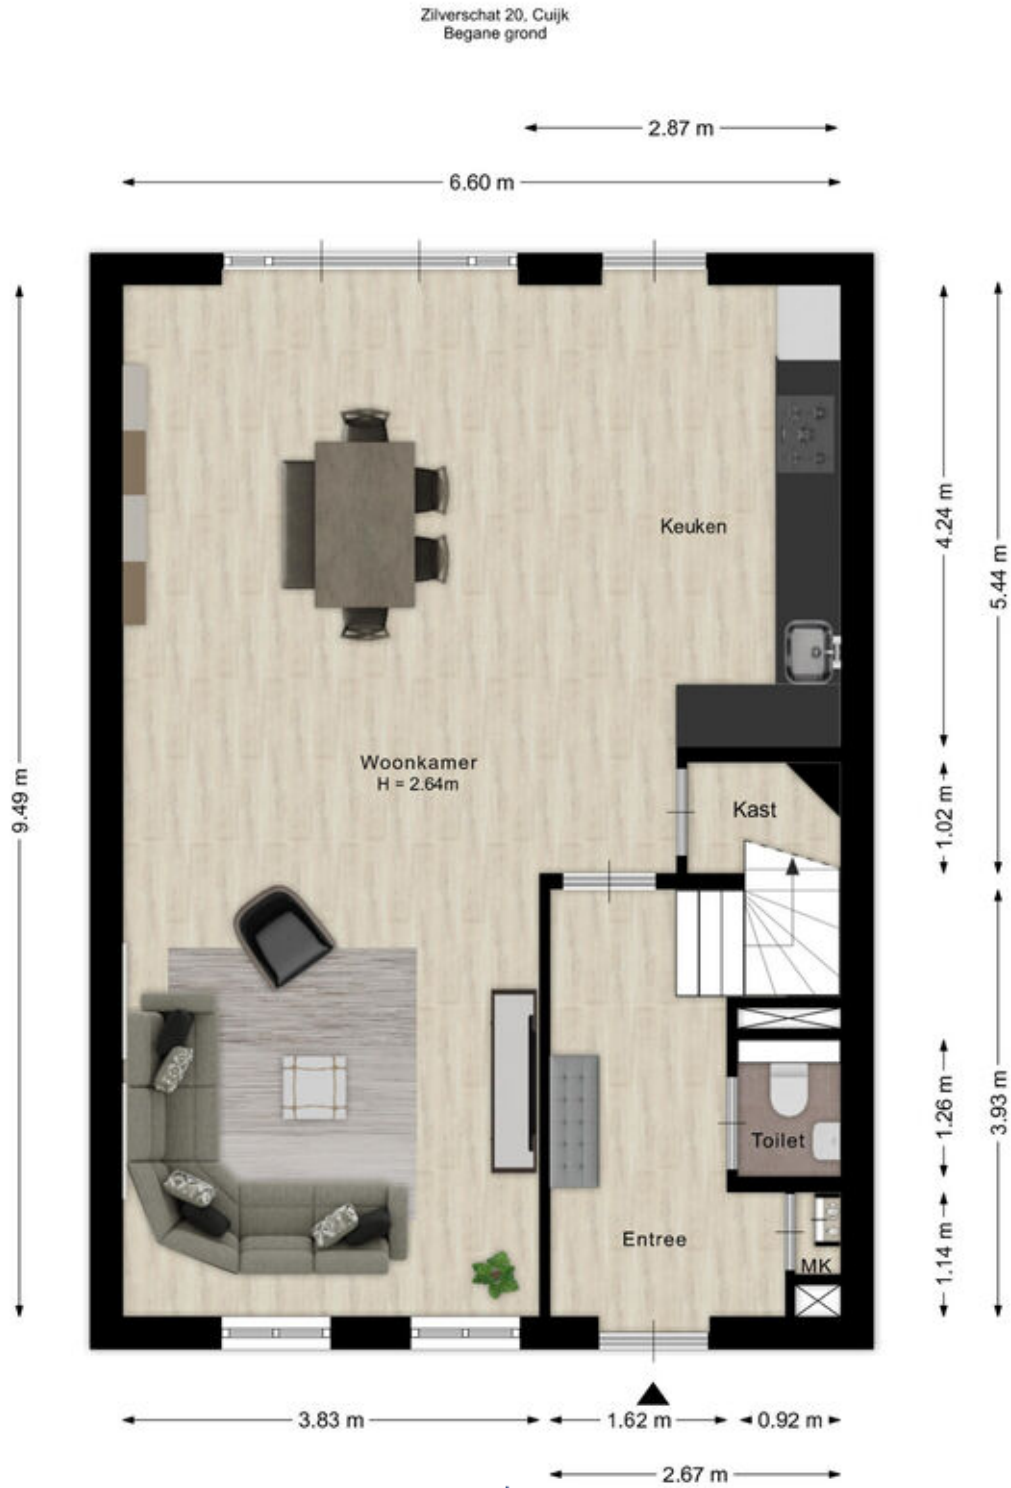 Zilverschat 20, Cuijk
Begane grond
2.87 m
6.60 m
4.24 m
5.44 m
Keuken
Woonkamer
H = 2.64m
9.49 m
Kast
1.02 m
1.26 m
3.93 m
Toilet
Entree
MK
1.14 m
3.83 m
1.62 m
0.92 m
2.67 m